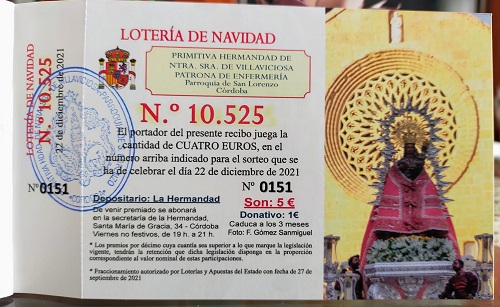 LOTERÍA DE NAVIDAD
N.º 10.525
22 de diciembre de 2021
Nº 0151
LOTERÍA DE NAVIDAD
PRIMITIVA HERMANDAD DE
NTRA. SRA. DE VILLAVICIOSA
PATRONA DE ENFERMERÍA
Parroquia de San Lorenzo
Córdoba
N.º 10.525
El portador del presente recibo juega la
cantidad de CUATRO EUROS, en el
número arriba indicado para el sorteo que se
ha de celebrar el día 22 de diciembre de 2021
Nº 0151
Depositario: La Hermandad
De venir premiado se abonará
en la secretaría de la Hermandad,
Santa María de Gracia, 34 - Córdoba
Viernes no festivos, de 19 h. a 21 h.
Son: 5 €
Donativo: 1€
Caduca a los 3 meses
Foto: F. Gómez Sanmiguel
* Los premios por décimo cuya cantia sea superior a lo que marque la legislación
vigente, tendrán la retención que dicha legislación disponga en la proporción
correspondiente al valor nominal de estas participaciones.
* Fraccionamiento autorizado por Loterías y Apuestas del Estado con fecha de 27 de
septiembre de 2021